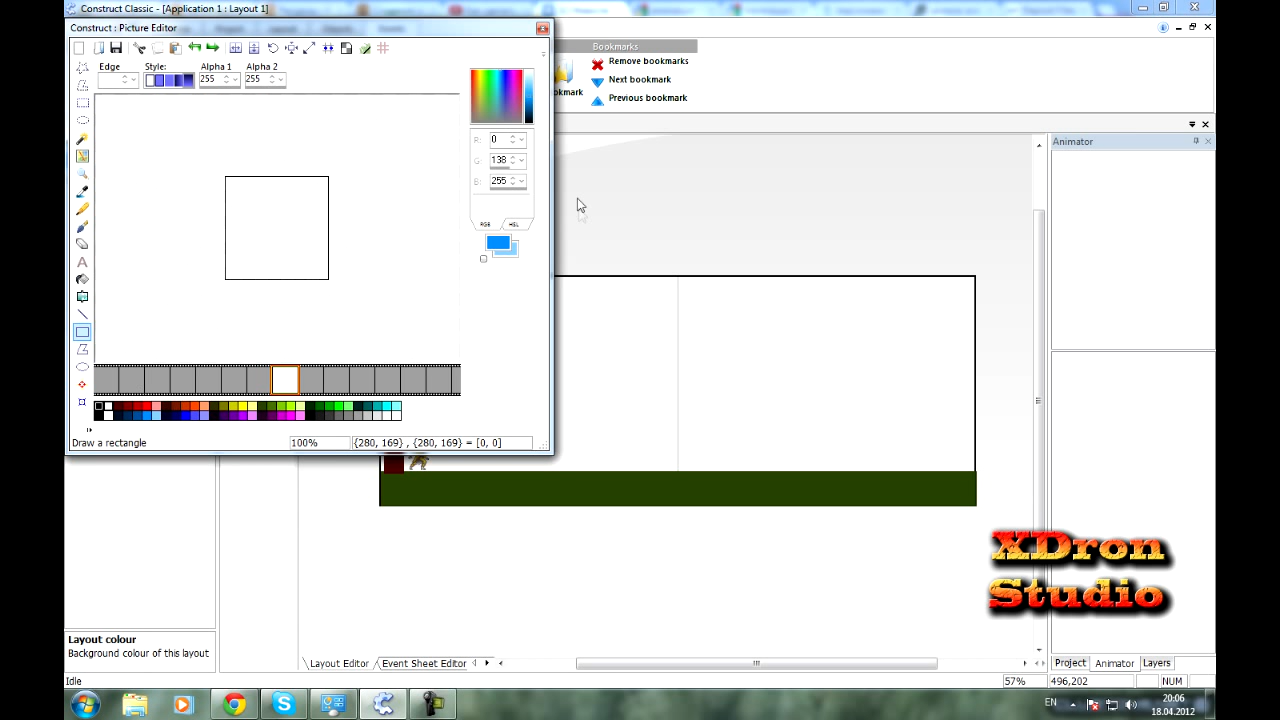 Construct Classic - [Application 1 : Layout 1]
Construct : Picture Editor
Bookmarks
Remove bookmarks
Next bookmark
Previous bookmark
Edge
Style:
Alpha 1
Alpha 2
255
255
Animator
R:
0
G:
138
B:
255
RGB
HSL
Draw a rectangle
100%
{280, 169} , {280, 169} = [0, 0]
XDron
Studio
Layout colour
Background colour of this layout
Layout Editor
Event Sheet Editor
Project
Animator
Layers
Idle
57%
496,202
NUM
EN
20:06
18.04.2012